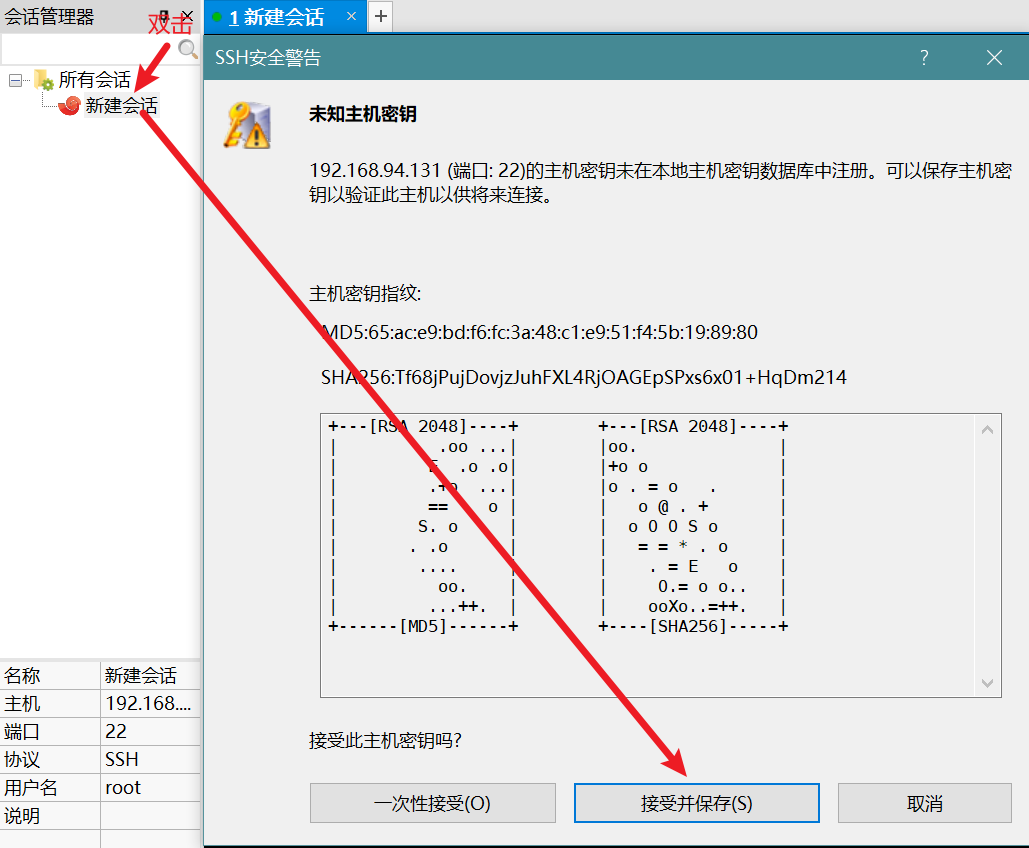 会话管理器
双击
所有会话
新建会话
名称 新建会话
主机 192.168....
端口 22
协议 SSH
用户名 root
说明
1 新建会话 × +
SSH安全警告 ?
未知主机密钥
192.168.94.131 (端口: 22)的主机密钥未在本地主机密钥数据库中注册。可以保存主机密
钥以验证此主机以供将来连接。
主机密钥指纹:
MD5:65:ac:e9:bd:f6:fc:3a:48:c1:e9:51:f4:5b:19:89:80
SHA256:Tf68jPujDovjzJuhFXL4RjOAGEpSPxs6x01+HqDm214
+---[RSA 2048]----+        +---[RSA 2048]----+
|          .oo ...|        |oo.              |
|         E  .o .o|        |+o o             |
|         .+o  ...|        |o . = o   .      |
|         ==    o |        |   o @ . +       |
|        S. o     |        |  o O O S o      |
|       . .o      |        |   = = * . o     |
|        ....     |        |    . = E   o    |
|          oo.    |        |     O.= o o..   |
|         ...++.  |        |    ooXo..=++.   |
+------[MD5]------+        +----[SHA256]-----+
接受此主机密钥吗?
一次性接受(O) 接受并保存(S) 取消